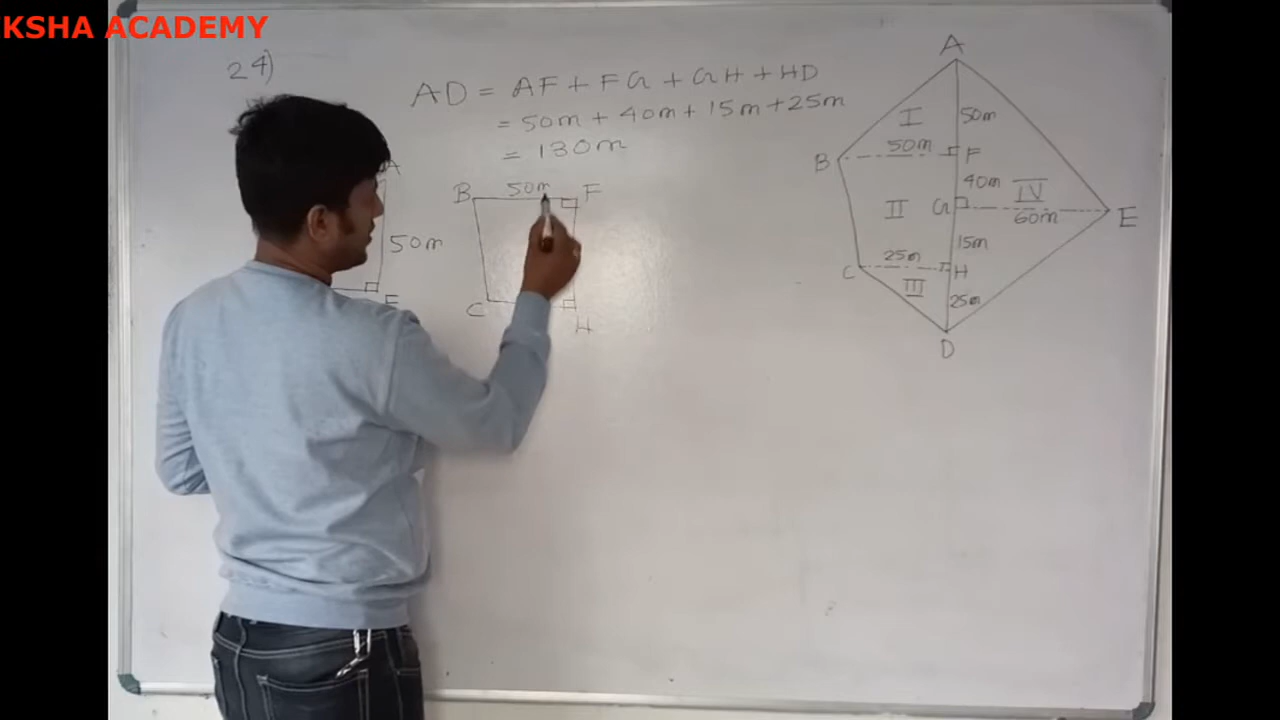 KSHA ACADEMY
24)
AD = AF + FG + GH + HD
= 50m + 40m + 15m + 25m
= 130m
A
50m
F
B 50m F
C
H
A
I
50m
50m
B
F
40m
IV
II
G
60m
E
15m
25m
C
H
III
25m
D